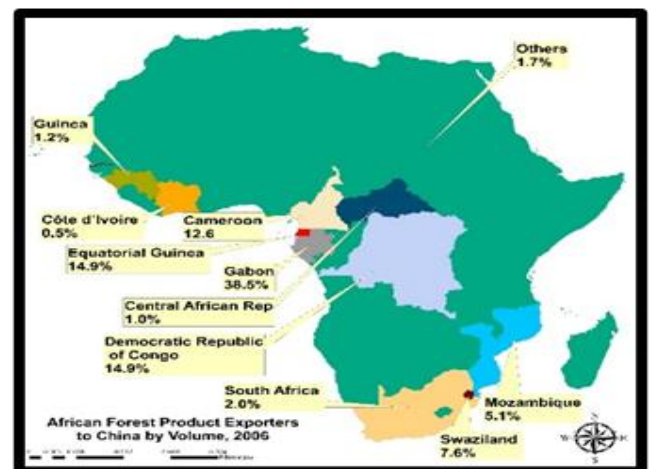 Others
1.7%
Guinea
1.2%
Côte d'Ivoire
0.5%
Cameroon
12.6
Equatorial Guinea
14.9%
Gabon
38.5%
Central African Rep
1.0%
Democratic Republic
of Congo
14.9%
South Africa
2.0%
Mozambique
5.1%
Swaziland
7.6%
African Forest Product Exporters
to China by Volume, 2006
N
W
E
S